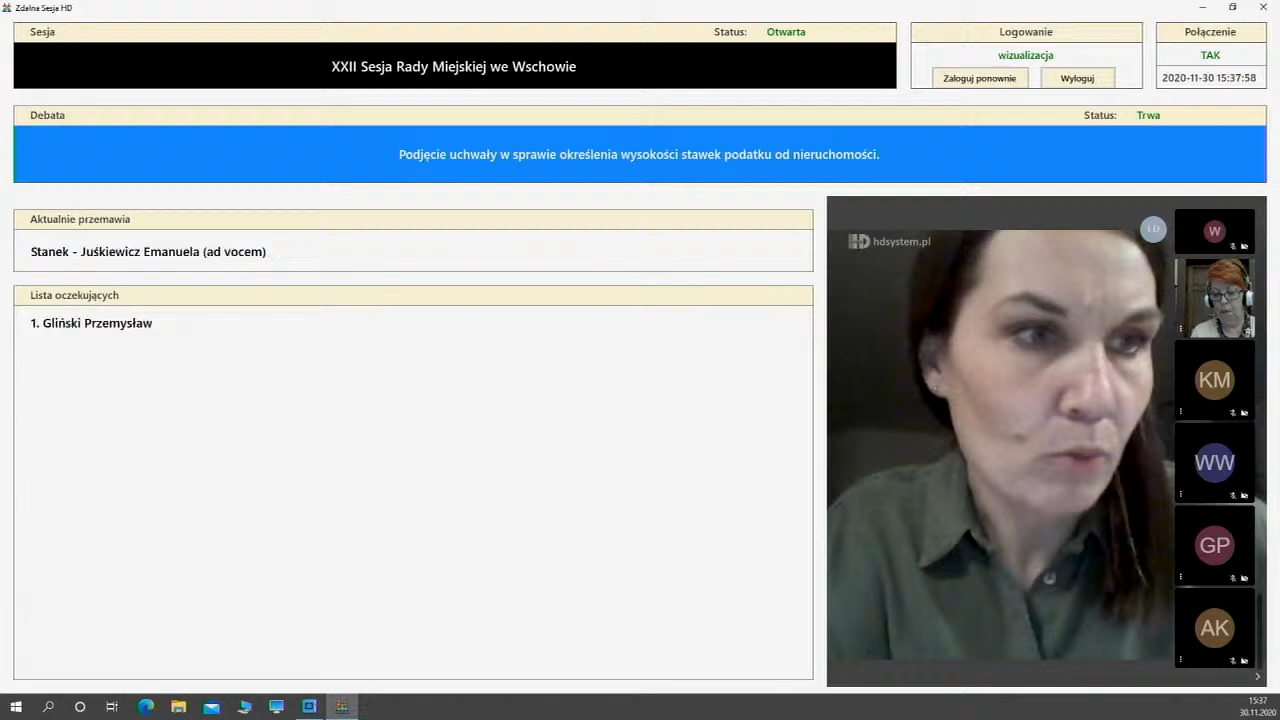 Zdalna Sesja HD
Sesja
Status: Otwarta
XXII Sesja Rady Miejskiej we Wschowie
Logowanie
wizualizacja
Zaloguj ponownie
Wyloguj
Połączenie
TAK
2020-11-30 15:37:58
Debata
Status: Trwa
Podjęcie uchwały w sprawie określenia wysokości stawek podatku od nieruchomości.
Aktualnie przemawia
Stanek - Juśkiewicz Emanuela (ad vocem)
Lista oczekujących
1. Gliński Przemysław
HD hdsystem.pl
W
KM
WW
GP
AK
15:37
30.11.2020